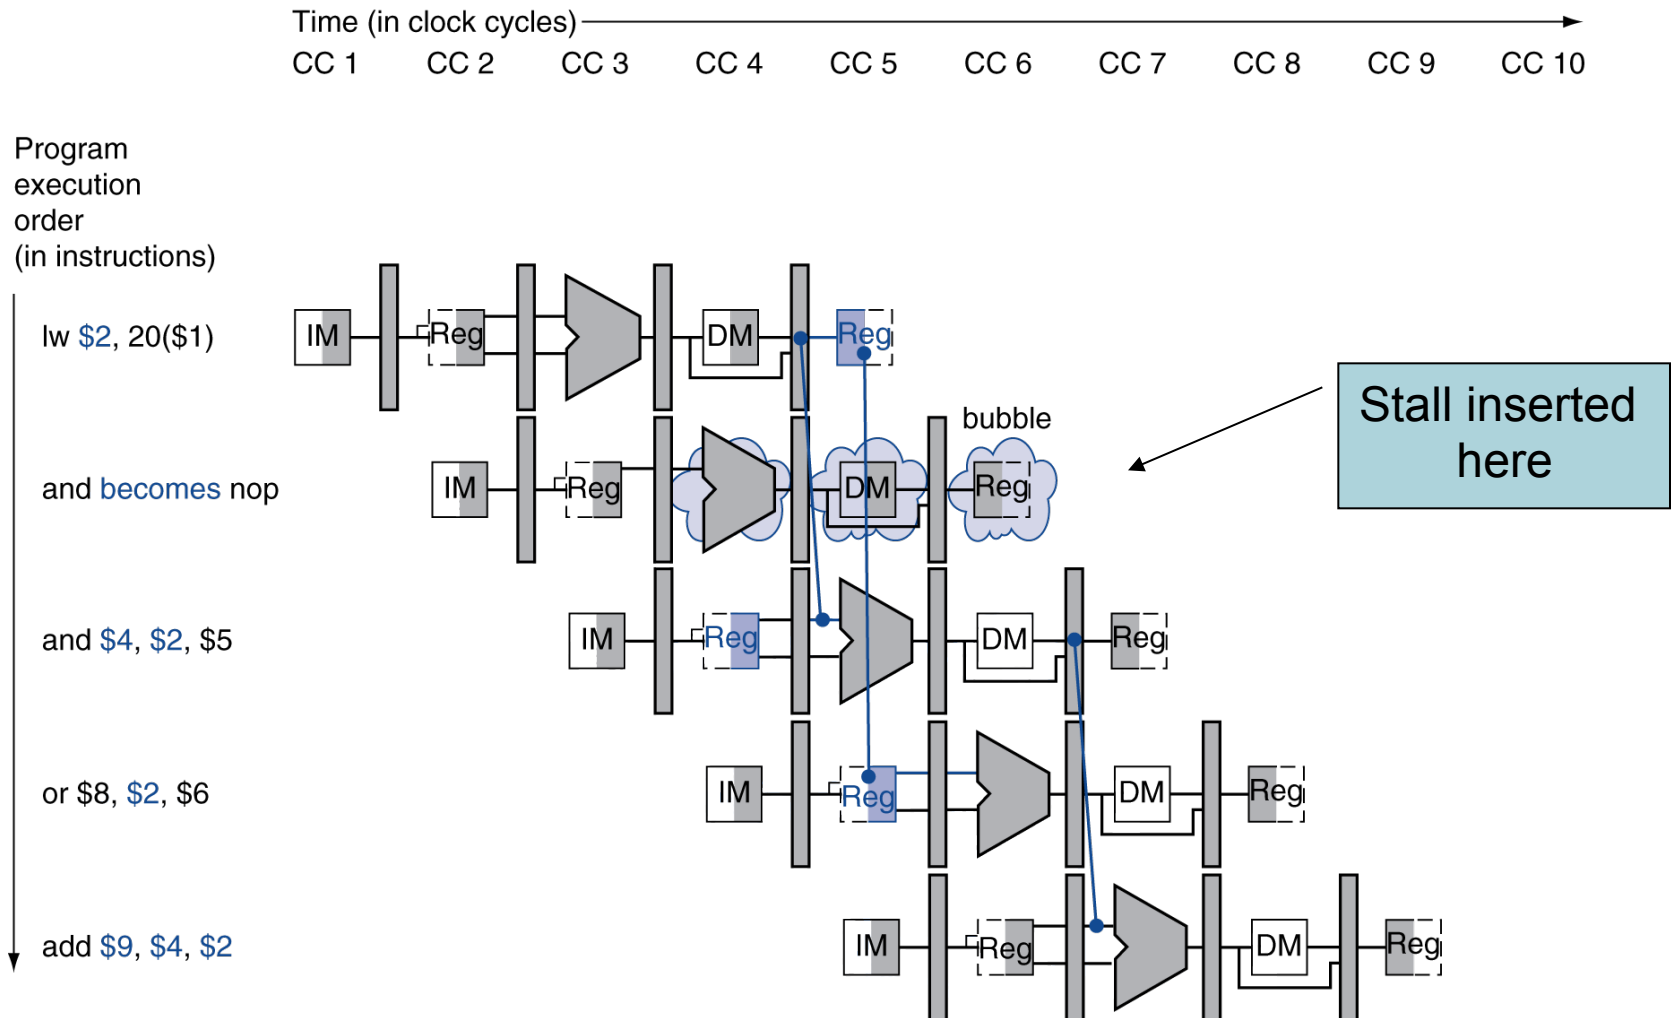 Time (in clock cycles)
CC 1 CC 2 CC 3 CC 4 CC 5 CC 6 CC 7 CC 8 CC 9 CC 10
Program
execution
order
(in instructions)
lw $2, 20($1)
IM Reg DM Reg
Stall inserted
here
bubble
and becomes nop
IM Reg DM Reg
and $4, $2, $5
IM Reg DM Reg
or $8, $2, $6
IM Reg DM Reg
add $9, $4, $2
IM Reg DM Reg